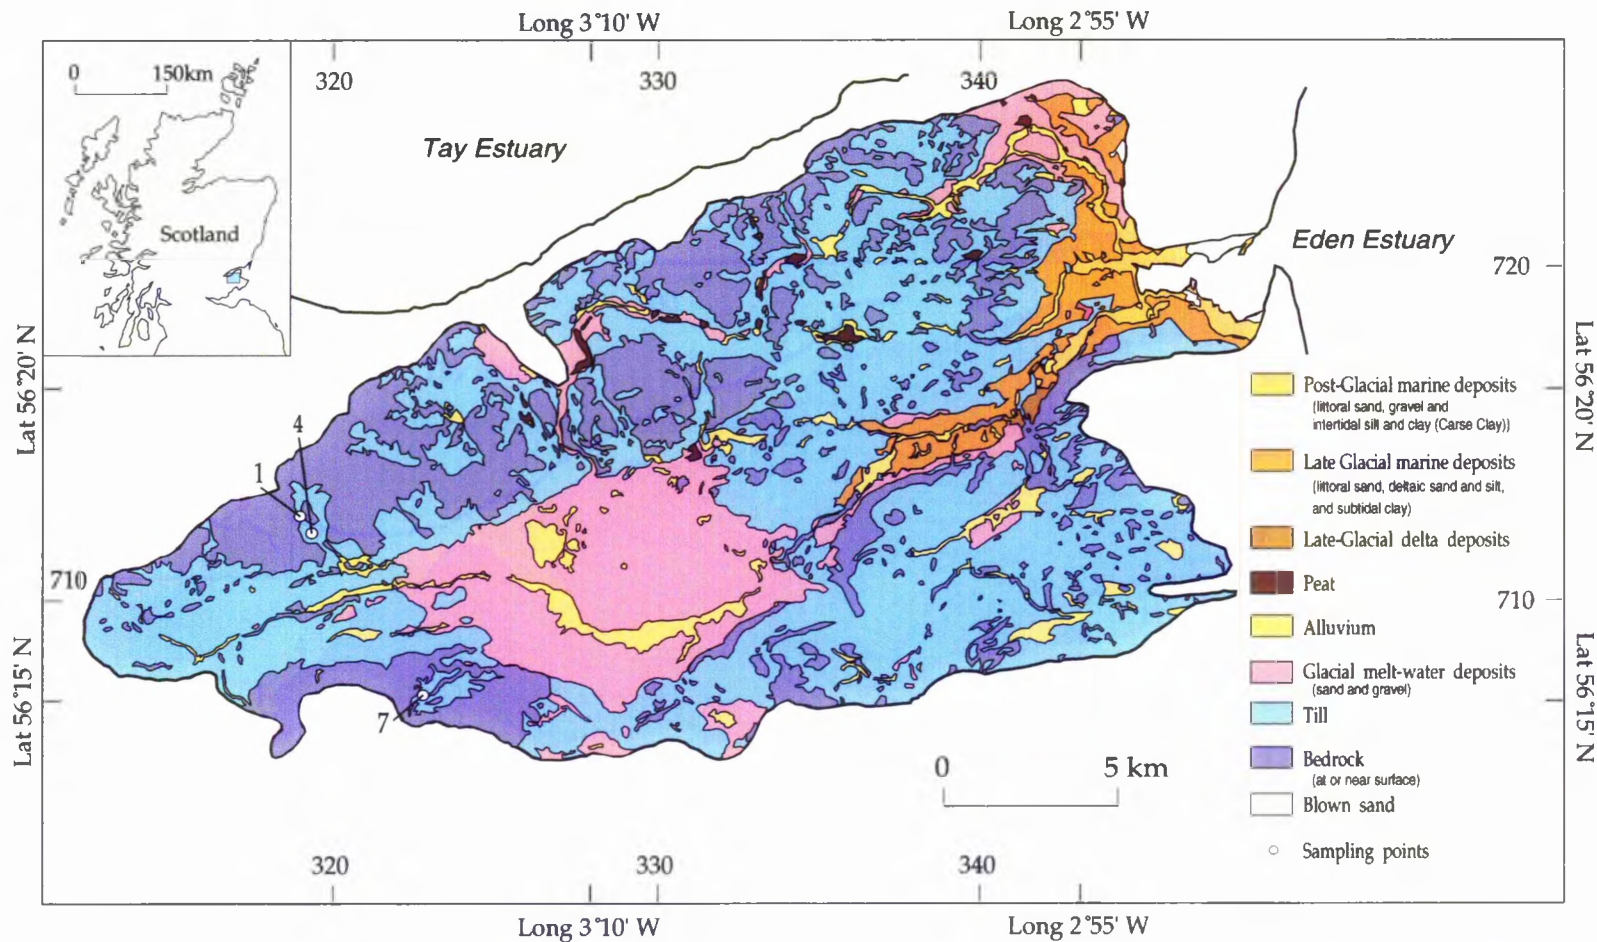 Long 3°10' W
Long 2°55' W
0 150km
320
330
340
Tay Estuary
Scotland
Eden Estuary
720
Lat 56°20' N
Lat 56°20' N
4
1
710
710
7
Lat 56°15' N
Lat 56°15' N
Post-Glacial marine deposits
(littoral sand, gravel and
intertidal silt and clay (Carse Clay))
Late Glacial marine deposits
(littoral sand, deltaic sand and silt,
and subtidal clay)
Late-Glacial delta deposits
Peat
Alluvium
Glacial melt-water deposits
(sand and gravel)
Till
Bedrock
(at or near surface)
Blown sand
Sampling points
0 5 km
320
330
340
Long 3°10' W
Long 2°55' W